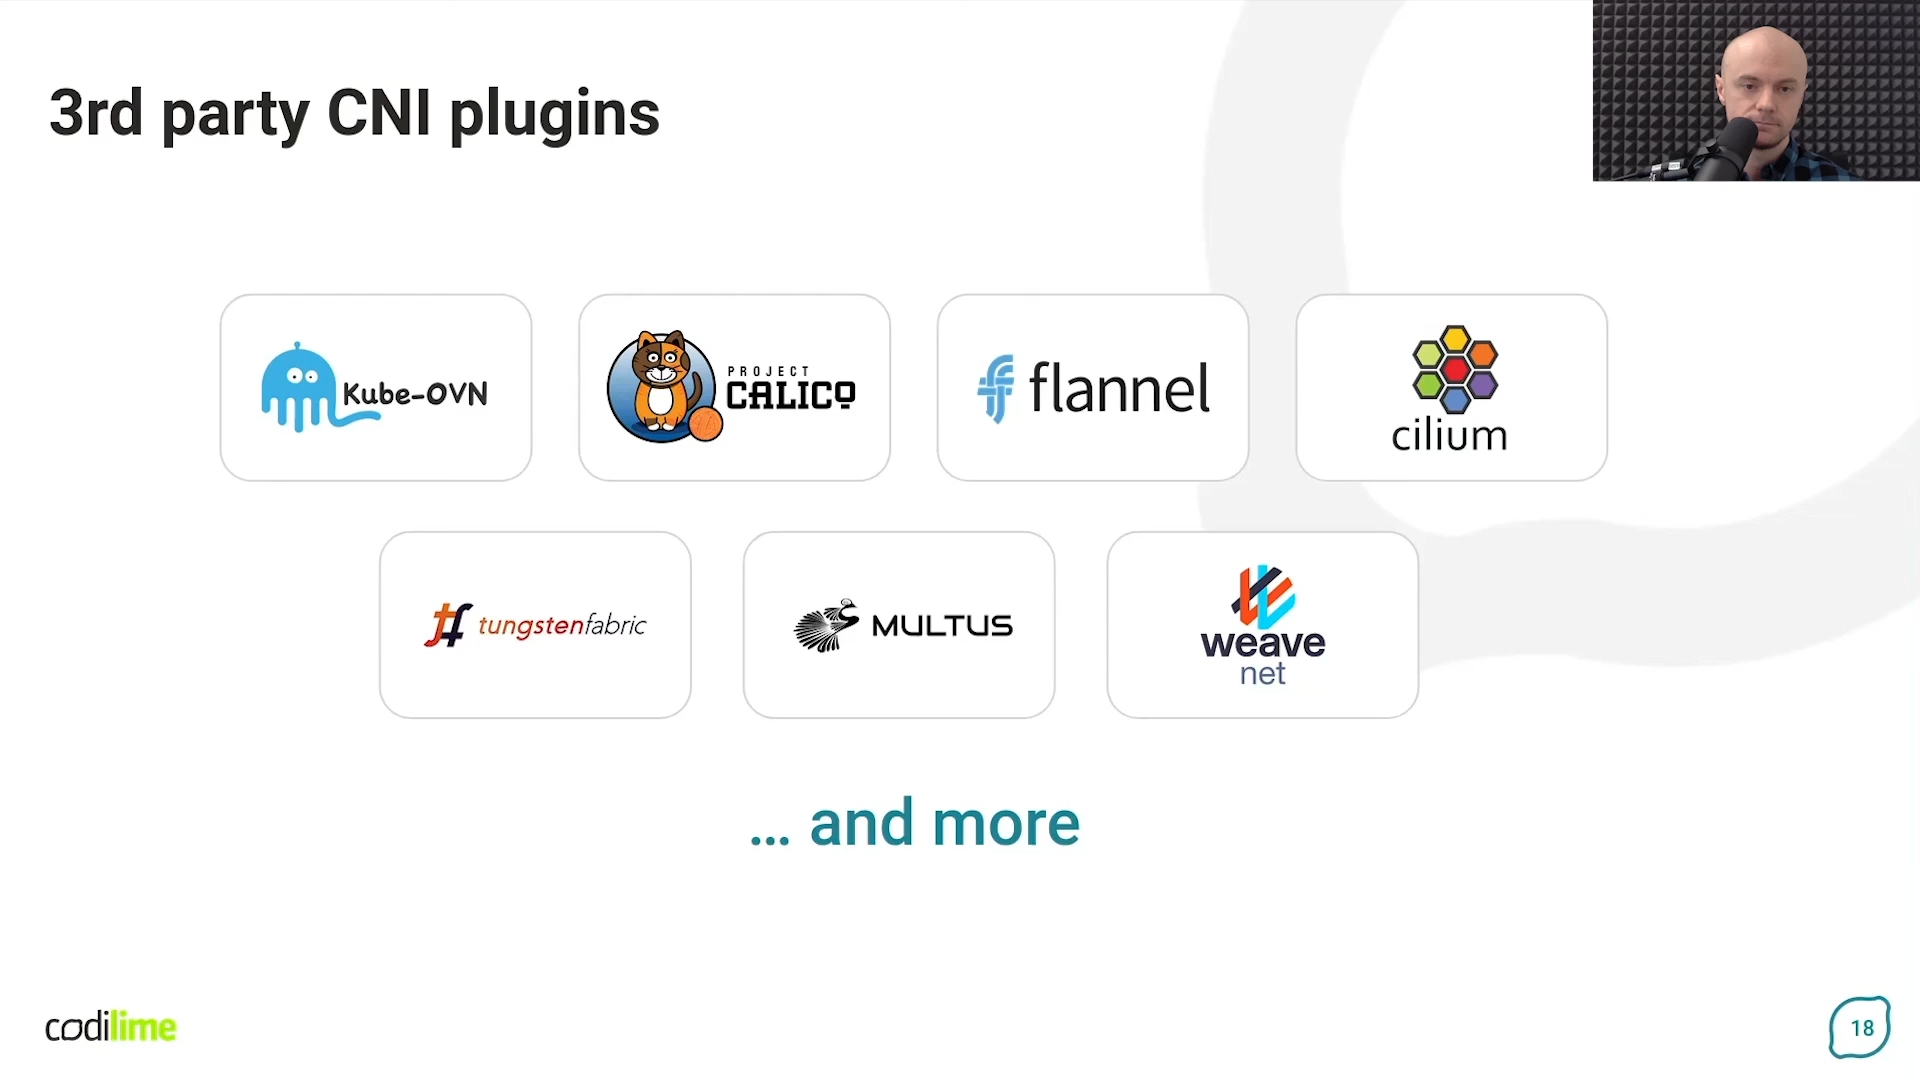 3rd party CNI plugins
Kube-OVN
PROJECT
CALICO
flannel
cilium
tungstenfabric
MULTUS
weave
net
... and more
codilime
18